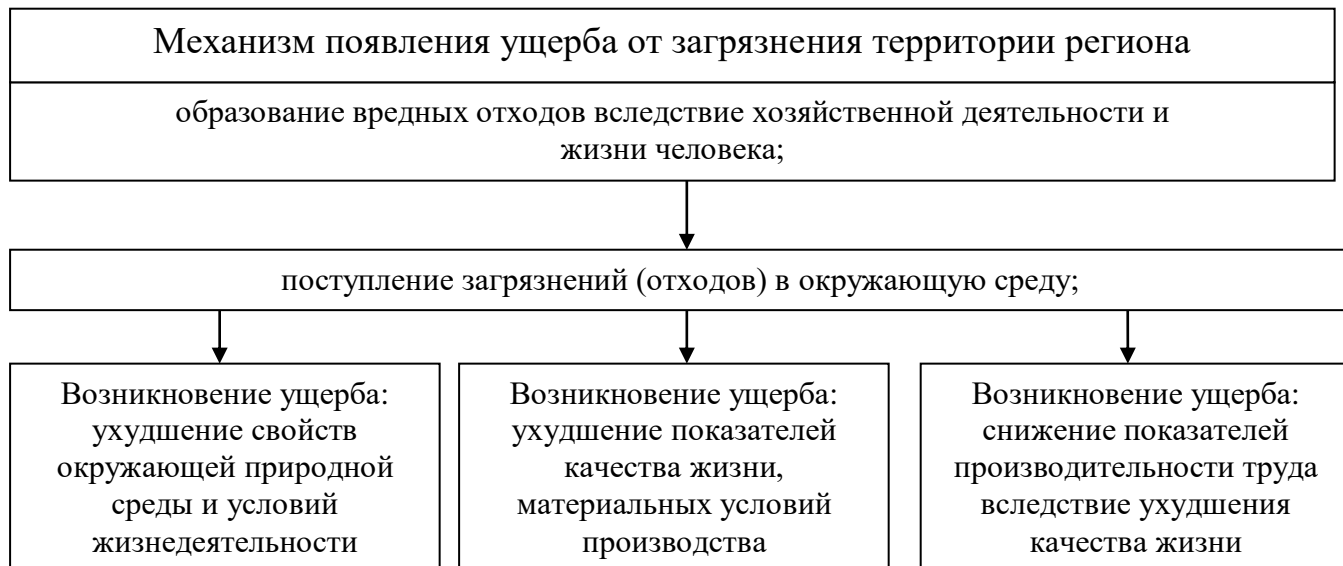 Механизм появления ущерба от загрязнения территории региона
образование вредных отходов вследствие хозяйственной деятельности и
жизни человека;
поступление загрязнений (отходов) в окружающую среду;
Возникновение ущерба:
ухудшение свойств
окружающей природной
среды и условий
жизнедеятельности
Возникновение ущерба:
ухудшение показателей
качества жизни,
материальных условий
производства
Возникновение ущерба:
снижение показателей
производительности труда
вследствие ухудшения
качества жизни